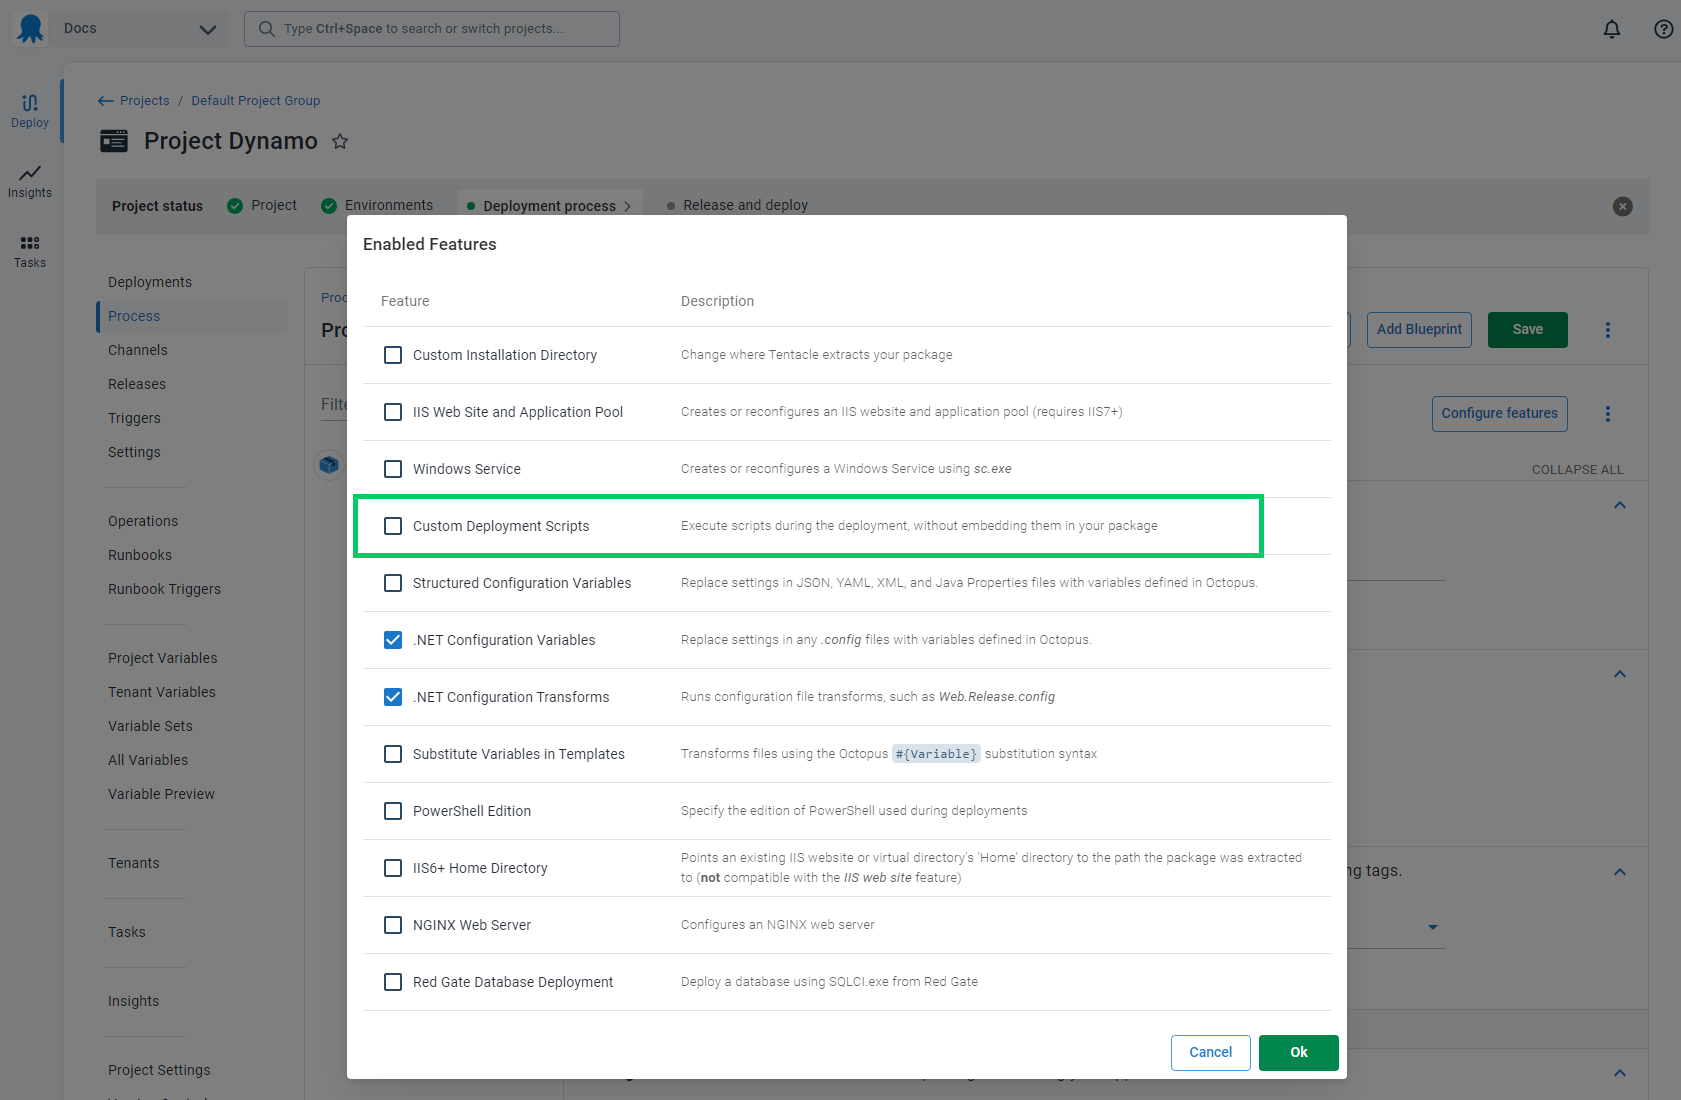 Docs
Type Ctrl+Space to search or switch projects...
Deploy
Insights
Tasks
Projects / Default Project Group
Project Dynamo
Project status
Project
Environments
Deployment process
Release and deploy
Deployments
Process
Channels
Releases
Triggers
Settings
Operations
Runbooks
Runbook Triggers
Project Variables
Tenant Variables
Variable Sets
All Variables
Variable Preview
Tenants
Tasks
Insights
Project Settings
Add Blueprint
Save
Configure features
COLLAPSE ALL
ng tags.
Enabled Features
Feature Description
Custom Installation Directory Change where Tentacle extracts your package
IIS Web Site and Application Pool Creates or reconfigures an IIS website and application pool (requires IIS7+)
Windows Service Creates or reconfigures a Windows Service using sc.exe
Custom Deployment Scripts Execute scripts during the deployment, without embedding them in your package
Structured Configuration Variables Replace settings in JSON, YAML, XML, and Java Properties files with variables defined in Octopus.
.NET Configuration Variables Replace settings in any .config files with variables defined in Octopus.
.NET Configuration Transforms Runs configuration file transforms, such as Web.Release.config
Substitute Variables in Templates Transforms files using the Octopus #{Variable} substitution syntax
PowerShell Edition Specify the edition of PowerShell used during deployments
IIS6+ Home Directory Points an existing IIS website or virtual directory's 'Home' directory to the path the package was extracted
to (not compatible with the IIS web site feature)
NGINX Web Server Configures an NGINX web server
Red Gate Database Deployment Deploy a database using SQLCI.exe from Red Gate
Cancel
Ok